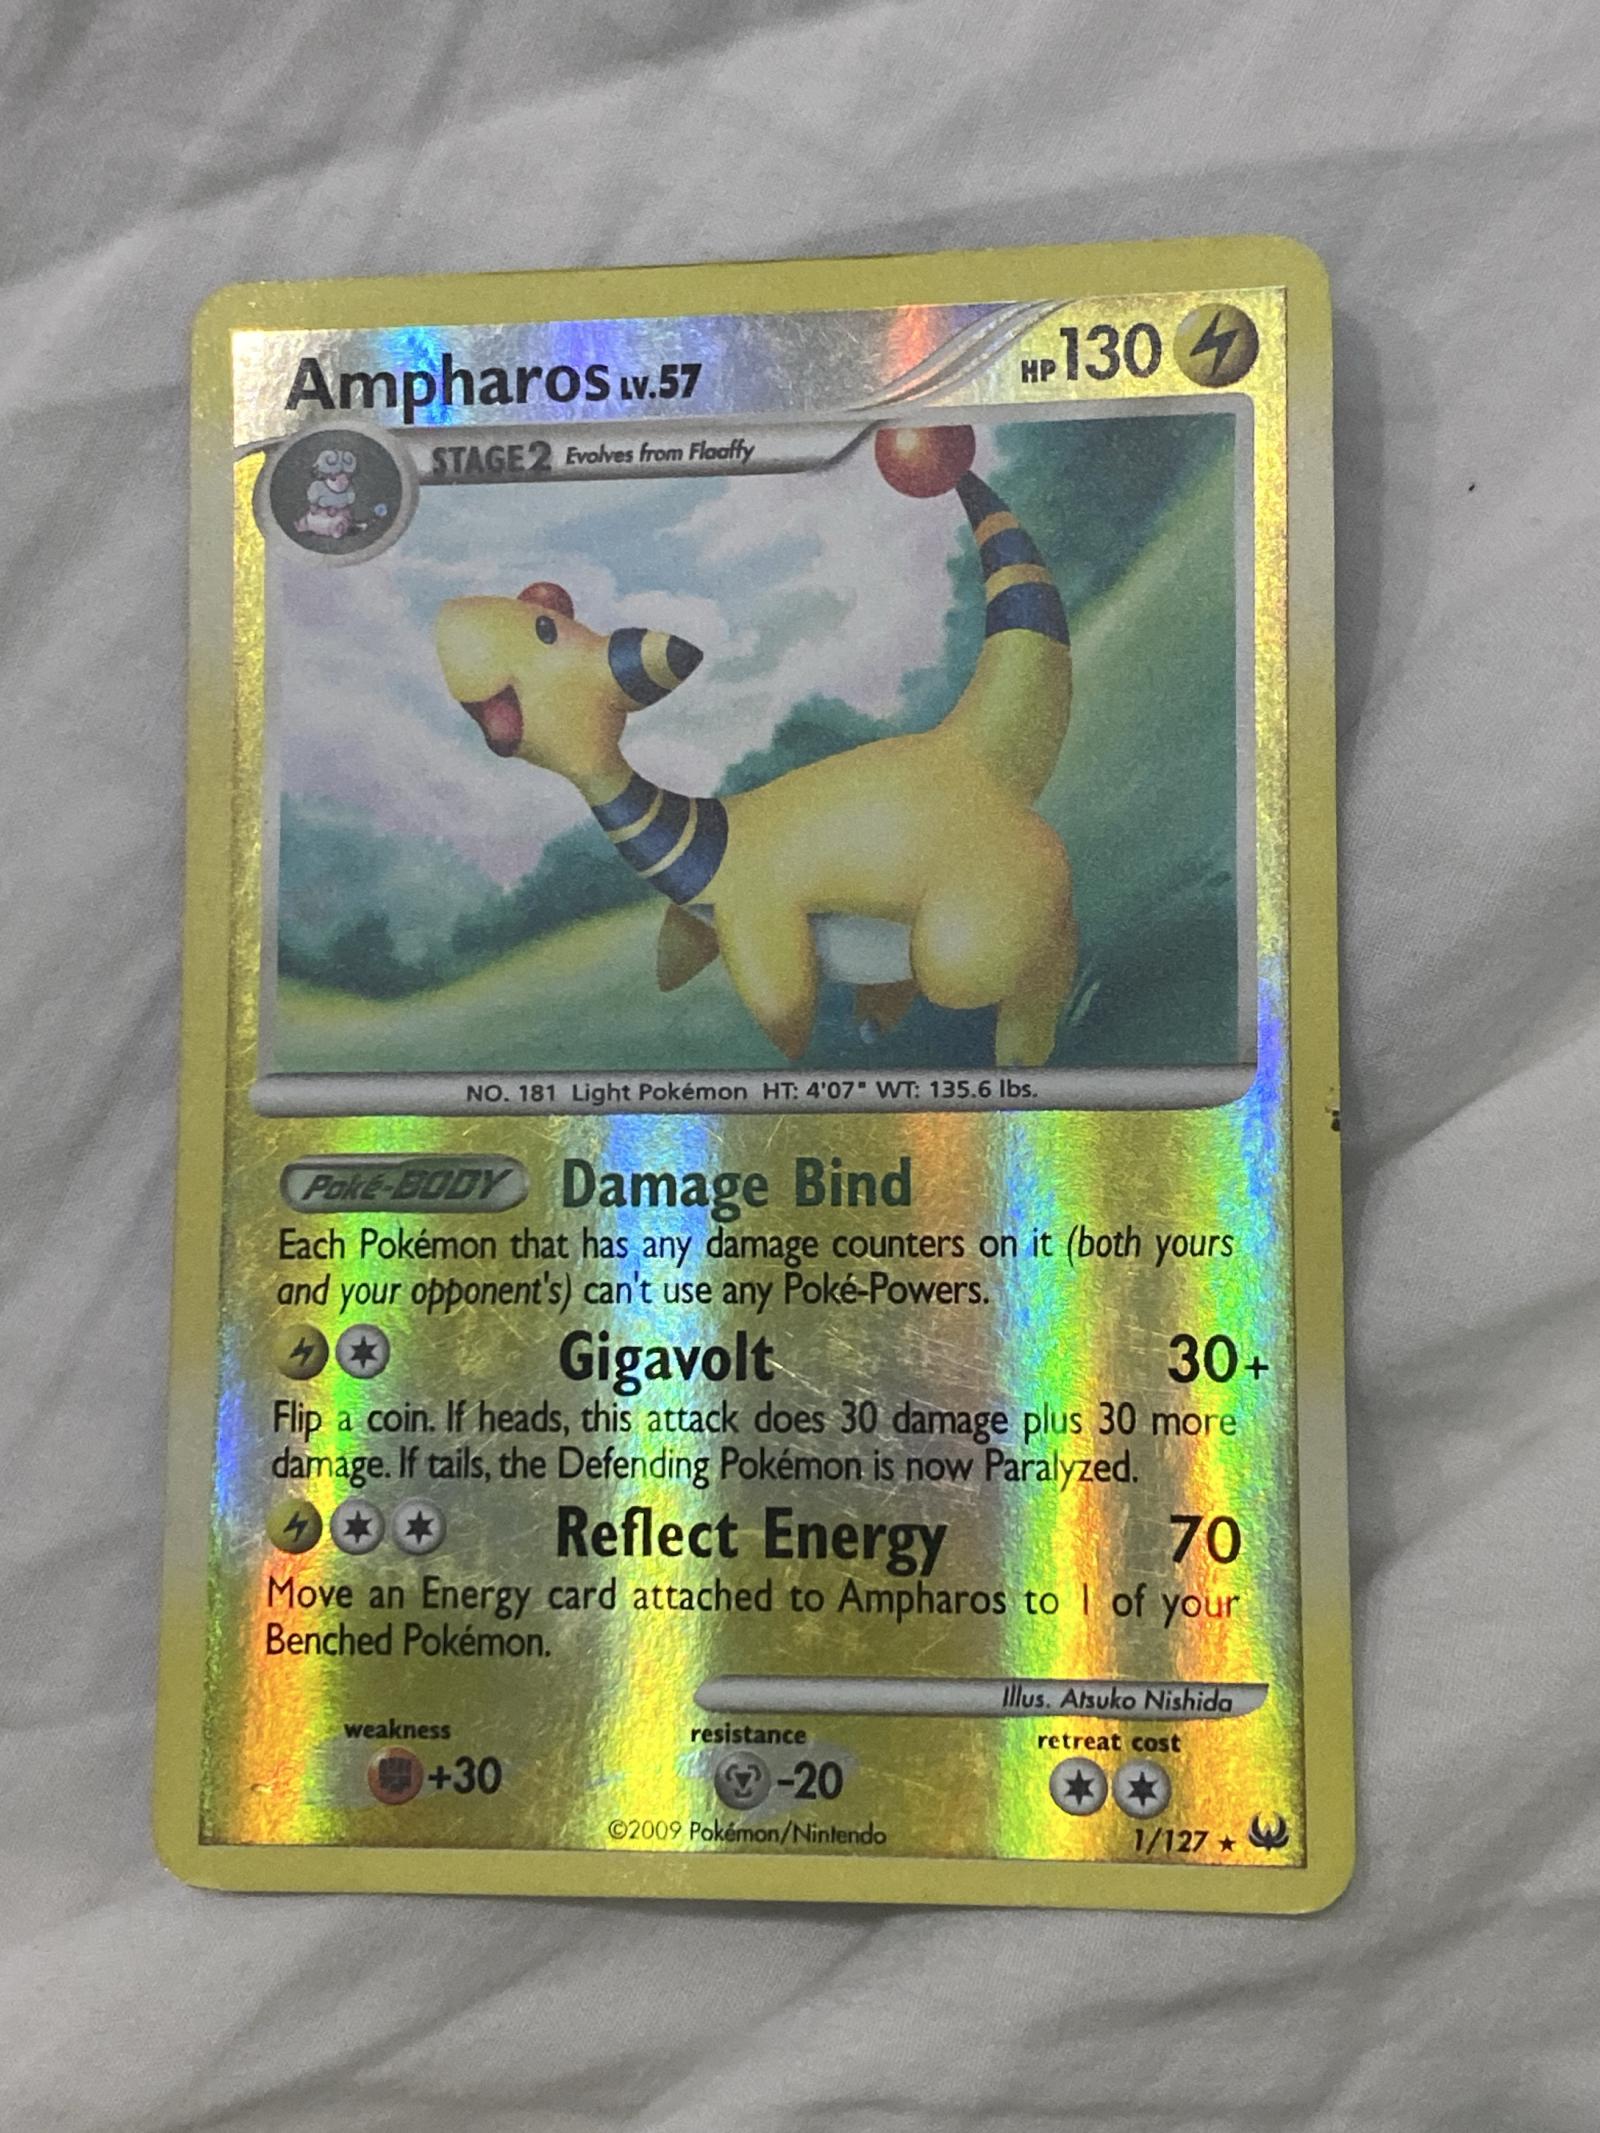 Ampharos LV.57 HP130
STAGE2 Evolves from Flaaffy
NO. 181 Light Pokémon HT: 4'07" WT: 135.6 lbs.
Poké-BODY Damage Bind
Each Pokémon that has any damage counters on it (both yours
and your opponent's) can't use any Poké-Powers.
Gigavolt 30+
Flip a coin. If heads, this attack does 30 damage plus 30 more
damage. If tails, the Defending Pokémon is now Paralyzed.
Reflect Energy 70
Move an Energy card attached to Ampharos to 1 of your
Benched Pokémon.
Illus. Atsuko Nishida
weakness resistance retreat cost
+30 -20
©2009 Pokémon/Nintendo 1/127